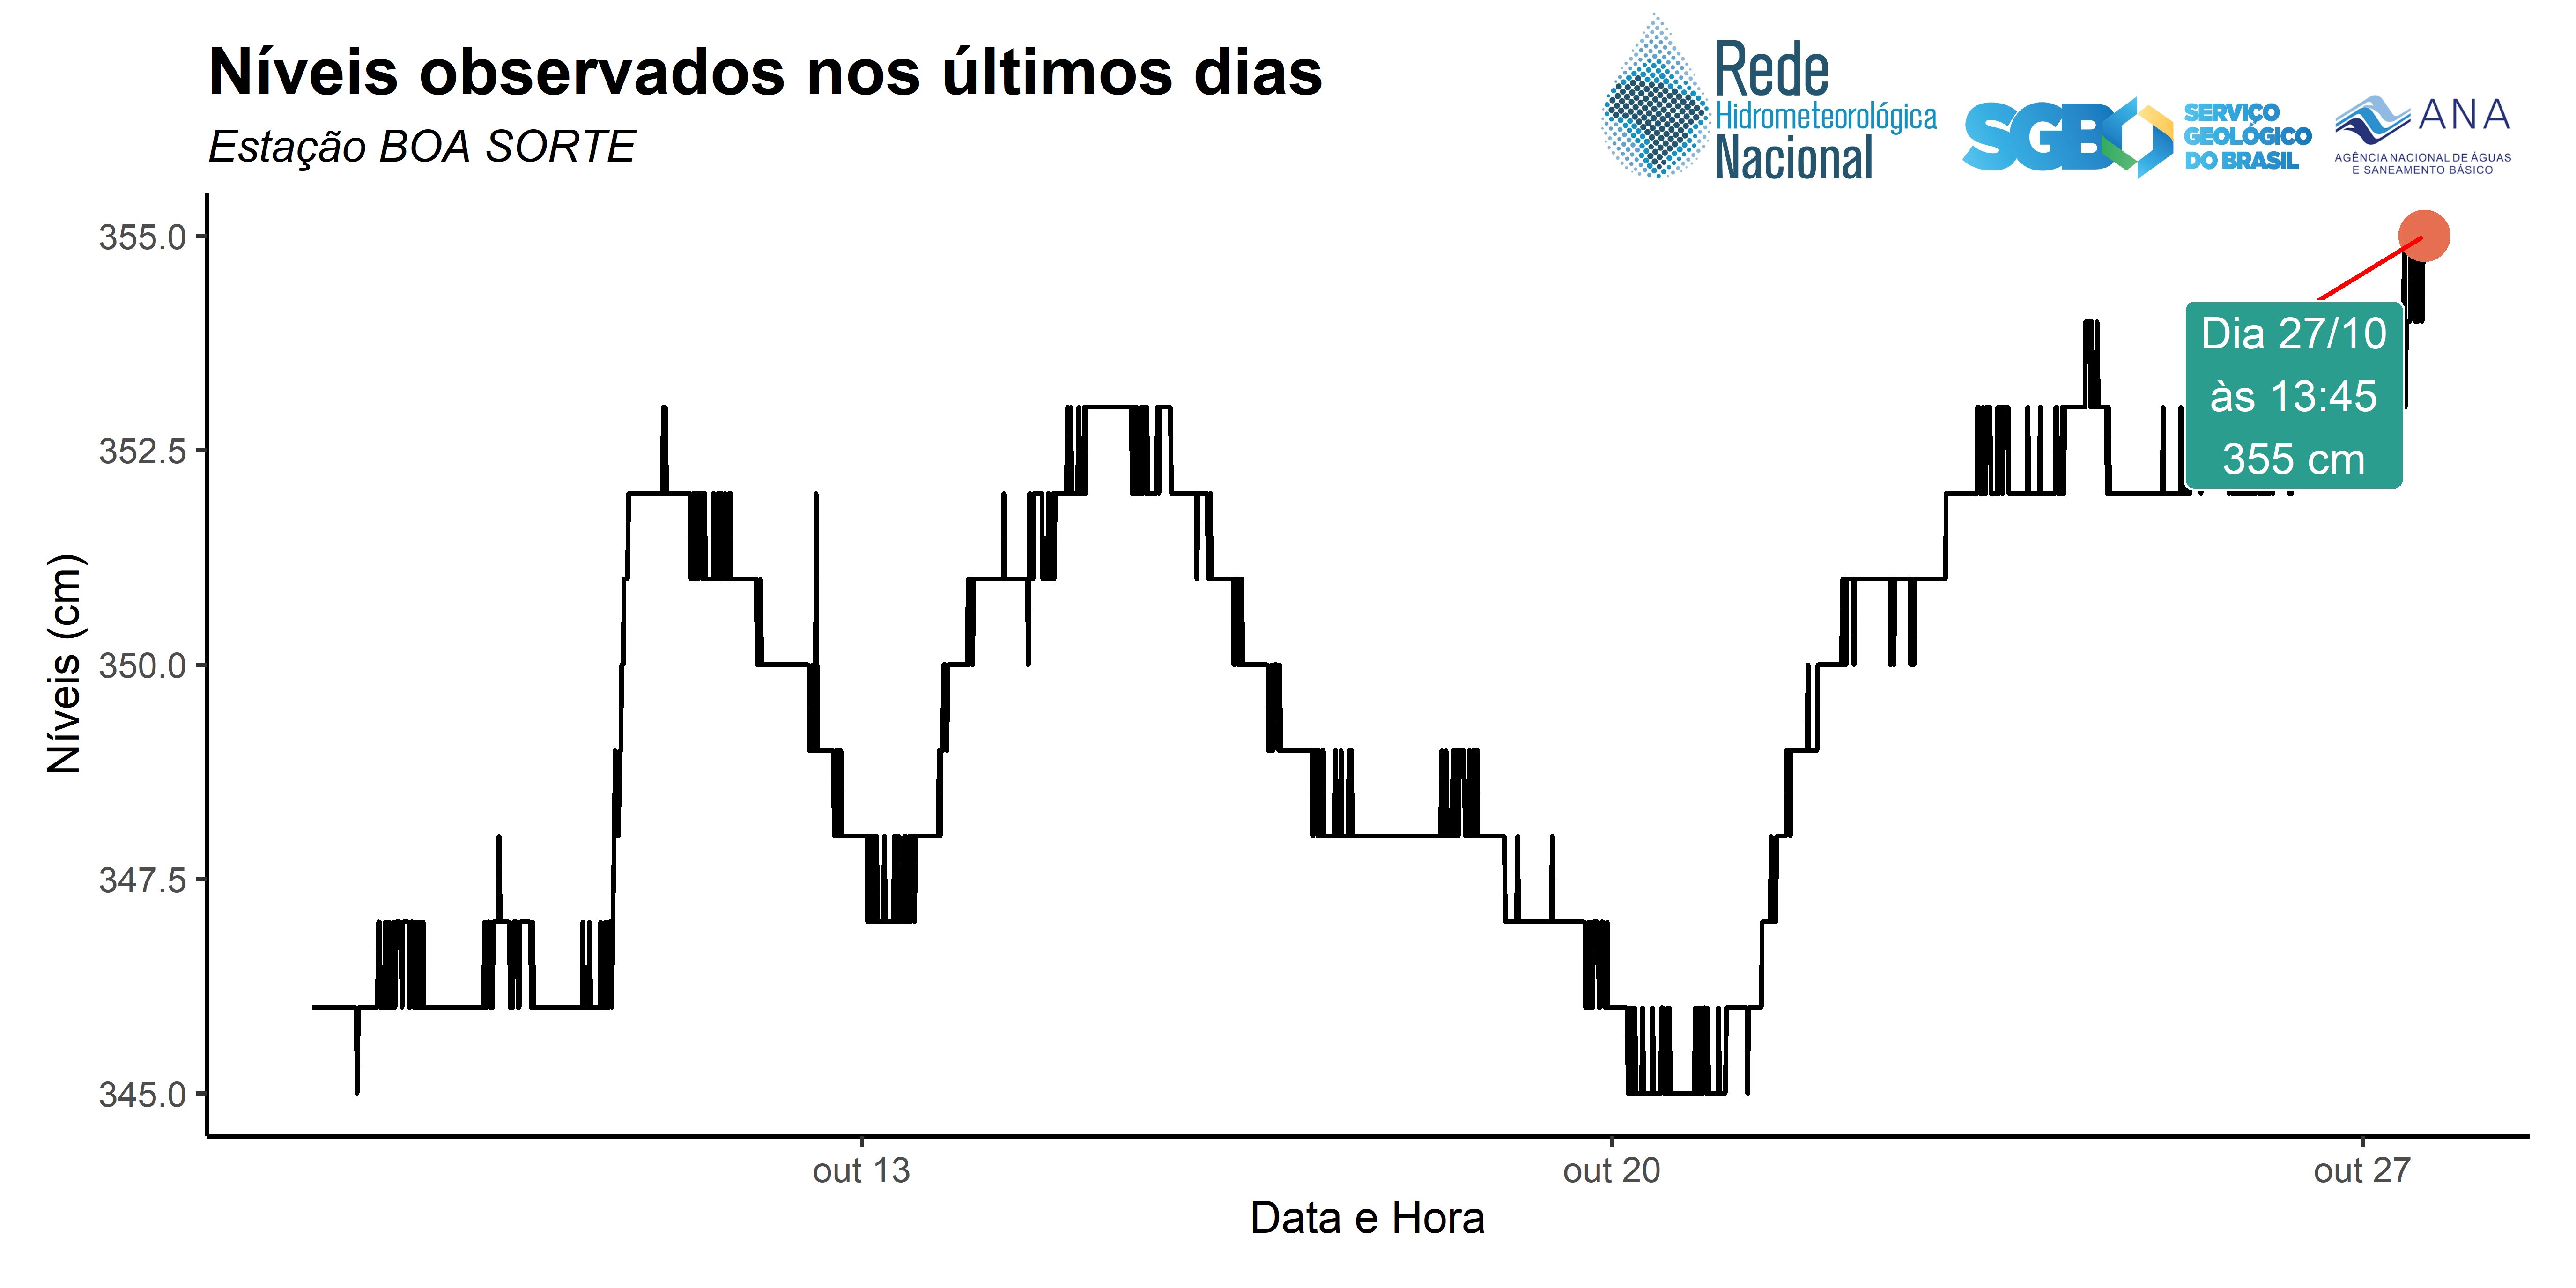 Níveis observados nos últimos dias
Estação BOA SORTE
Rede
Hidrometeorológica
Nacional
SGB
SERVIÇO
GEOLÓGICO
DO BRASIL
ANA
AGÊNCIA NACIONAL DE ÁGUAS
E SANEAMENTO BÁSICO
355.0
352.5
350.0
347.5
345.0
Níveis (cm)
Dia 27/10
às 13:45
355 cm
out 13
out 20
out 27
Data e Hora